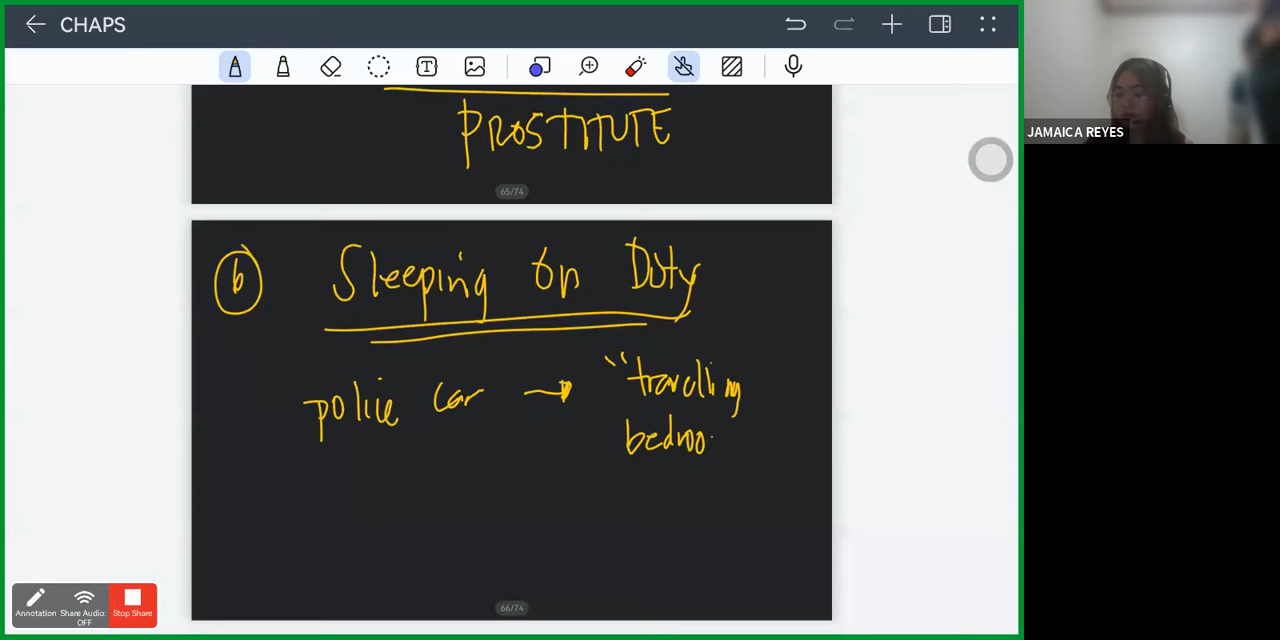 CHAPS
JAMAICA REYES
PROSTITUTE
65/74
b Sleeping on Duty
police car → "travelling
bedroo
66/74
Annotation
Share Audio: OFF
Stop Share